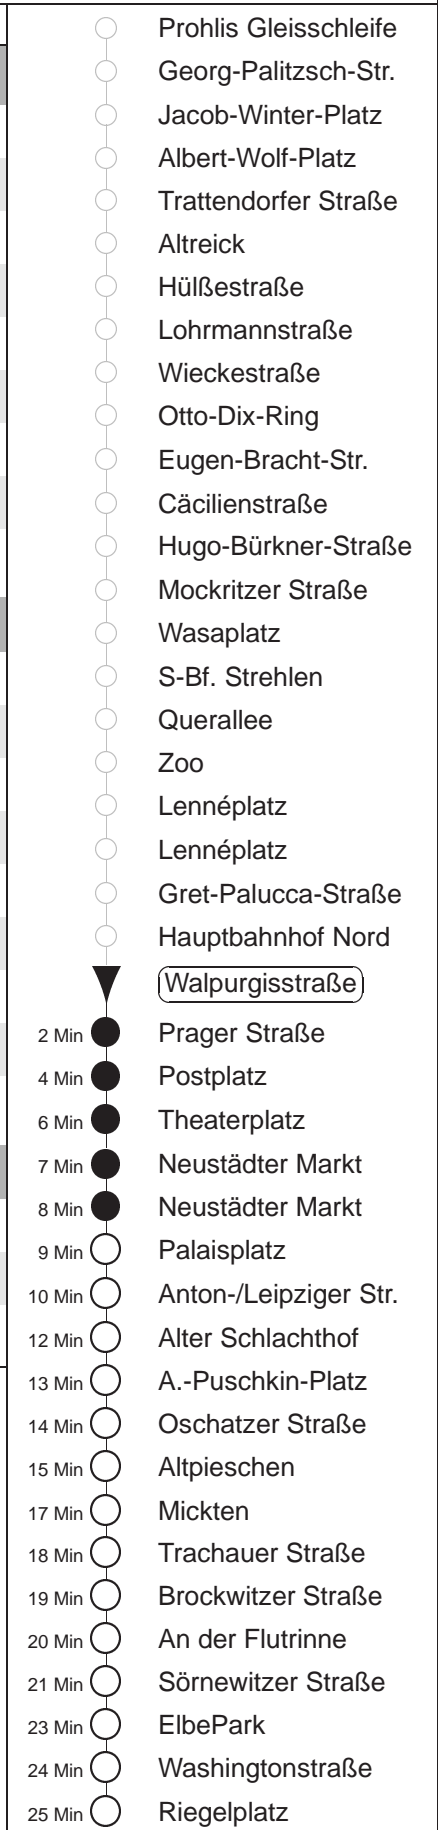 Prohlis Gleisschleife
Georg-Palitzsch-Str.
Jacob-Winter-Platz
Albert-Wolf-Platz
Trattendorfer Straße
Altreick
Hülßestraße
Lohrmannstraße
Wieckestraße
Otto-Dix-Ring
Eugen-Bracht-Str.
Cäcilienstraße
Hugo-Bürkner-Straße
Mockritzer Straße
Wasaplatz
S-Bf. Strehlen
Querallee
Zoo
Lennéplatz
Lennéplatz
Gret-Palucca-Straße
Hauptbahnhof Nord
Walpurgisstraße
2 Min Prager Straße
4 Min Postplatz
6 Min Theaterplatz
7 Min Neustädter Markt
8 Min Neustädter Markt
9 Min Palaisplatz
10 Min Anton-/Leipziger Str.
12 Min Alter Schlachthof
13 Min A.-Puschkin-Platz
14 Min Oschatzer Straße
15 Min Altpieschen
17 Min Mickten
18 Min Trachauer Straße
19 Min Brockwitzer Straße
20 Min An der Flutrinne
21 Min Sörnewitzer Straße
23 Min ElbePark
24 Min Washingtonstraße
25 Min Riegelplatz